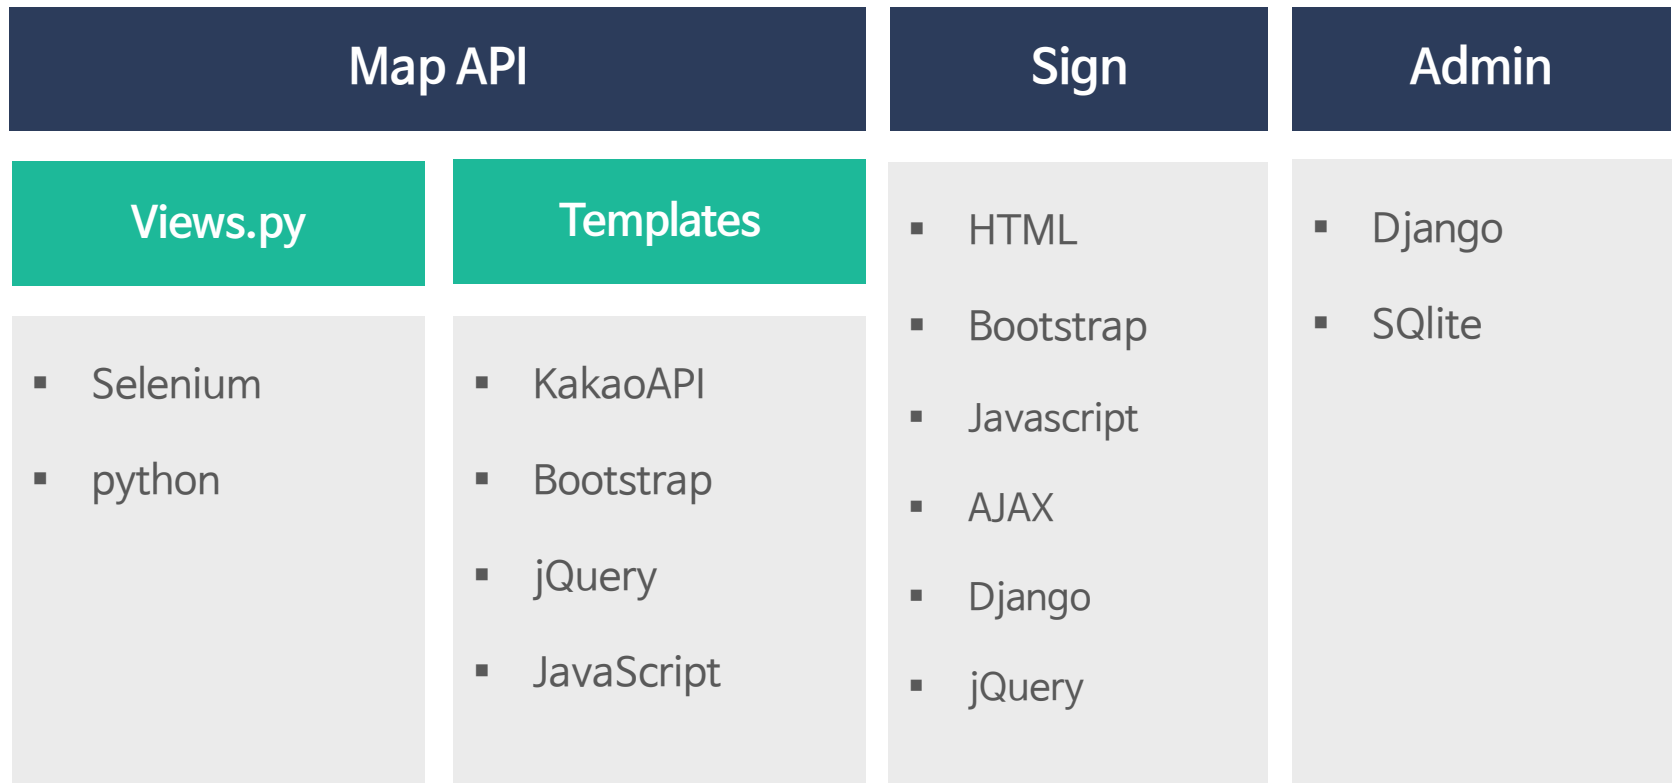 Map API
Views.py
Selenium
python
Templates
KakaoAPI
Bootstrap
jQuery
JavaScript
Sign
HTML
Bootstrap
Javascript
AJAX
Django
jQuery
Admin
Django
SQlite